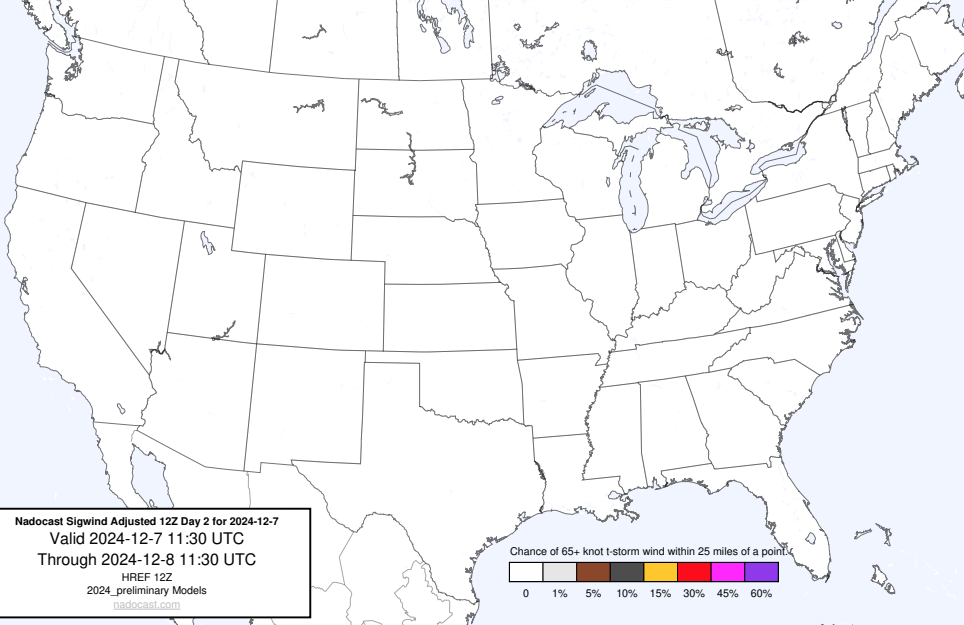 Nadocast Sigwind Adjusted 12Z Day 2 for 2024-12-7
Valid 2024-12-7 11:30 UTC
Through 2024-12-8 11:30 UTC
HREF 12Z
2024_preliminary Models
nadocast.com
Chance of 65+ knot t-storm wind within 25 miles of a point.
0 1% 5% 10% 15% 30% 45% 60%